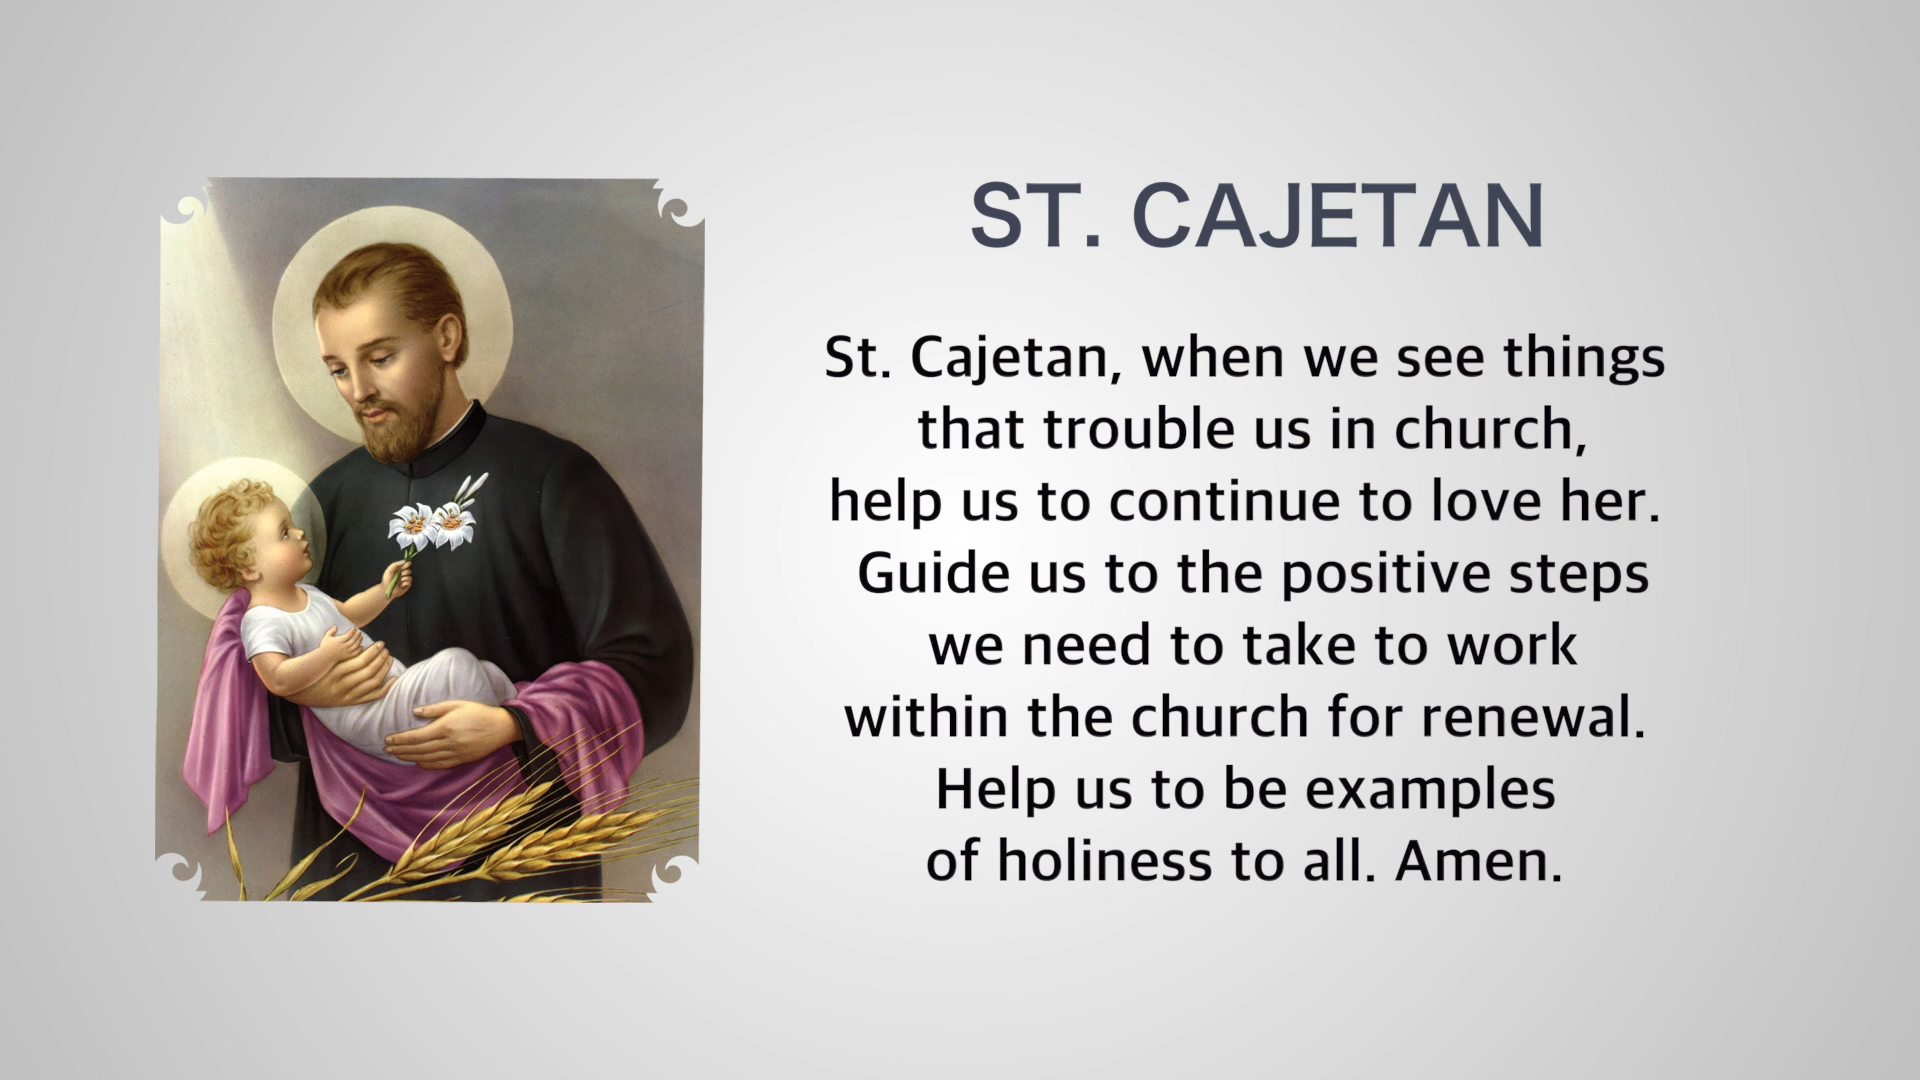 ST. CAJETAN
St. Cajetan, when we see things
that trouble us in church,
help us to continue to love her.
Guide us to the positive steps
we need to take to work
within the church for renewal.
Help us to be examples
of holiness to all. Amen.